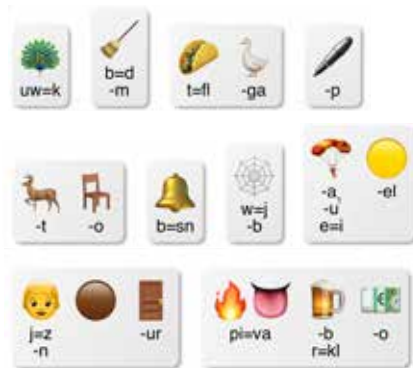 uw=k
b=d
-m
t=fl -ga
-p
-t -o
b=sn
w=j
-b
-a, -el
-u
e=i
j=z -ur
-n
pi=va -b -o
r=kl